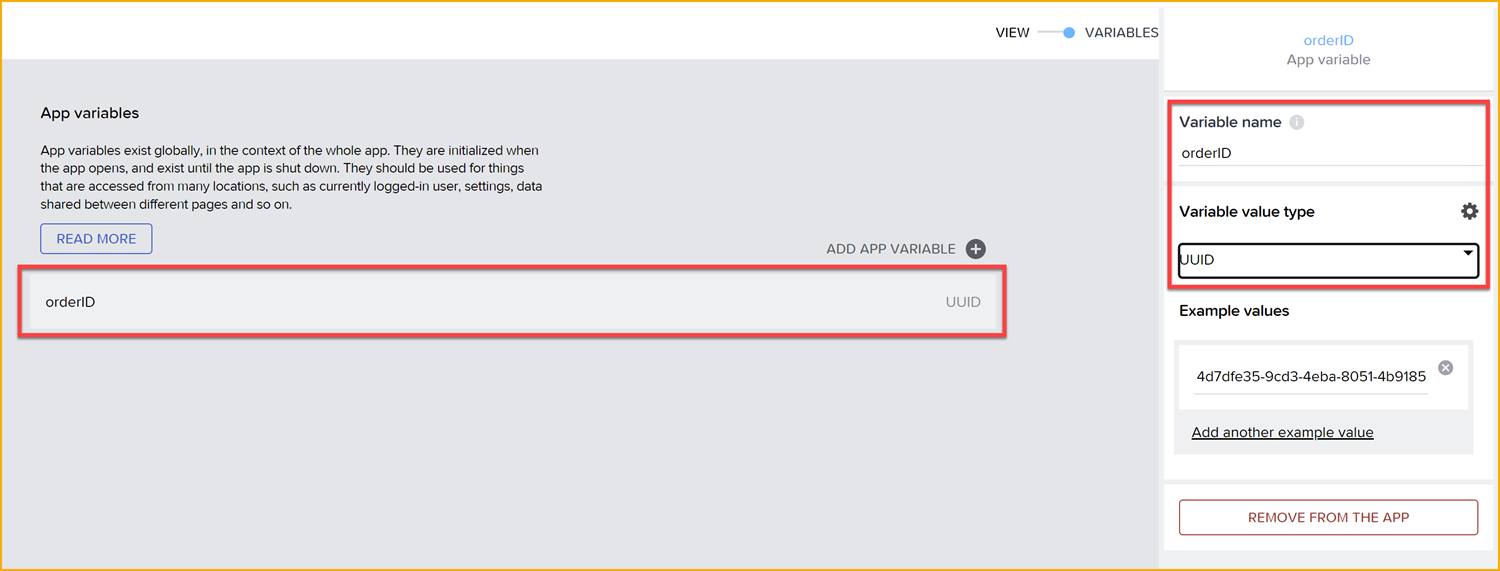 VIEW VARIABLES
App variables
App variables exist globally, in the context of the whole app. They are initialized when
the app opens, and exist until the app is shut down. They should be used for things
that are accessed from many locations, such as currently logged-in user, settings, data
shared between different pages and so on.
READ MORE
ADD APP VARIABLE
orderID UUID
orderID
App variable
Variable name
orderID
Variable value type
UUID
Example values
4d7dfe35-9cd3-4eba-8051-4b9185
Add another example value
REMOVE FROM THE APP